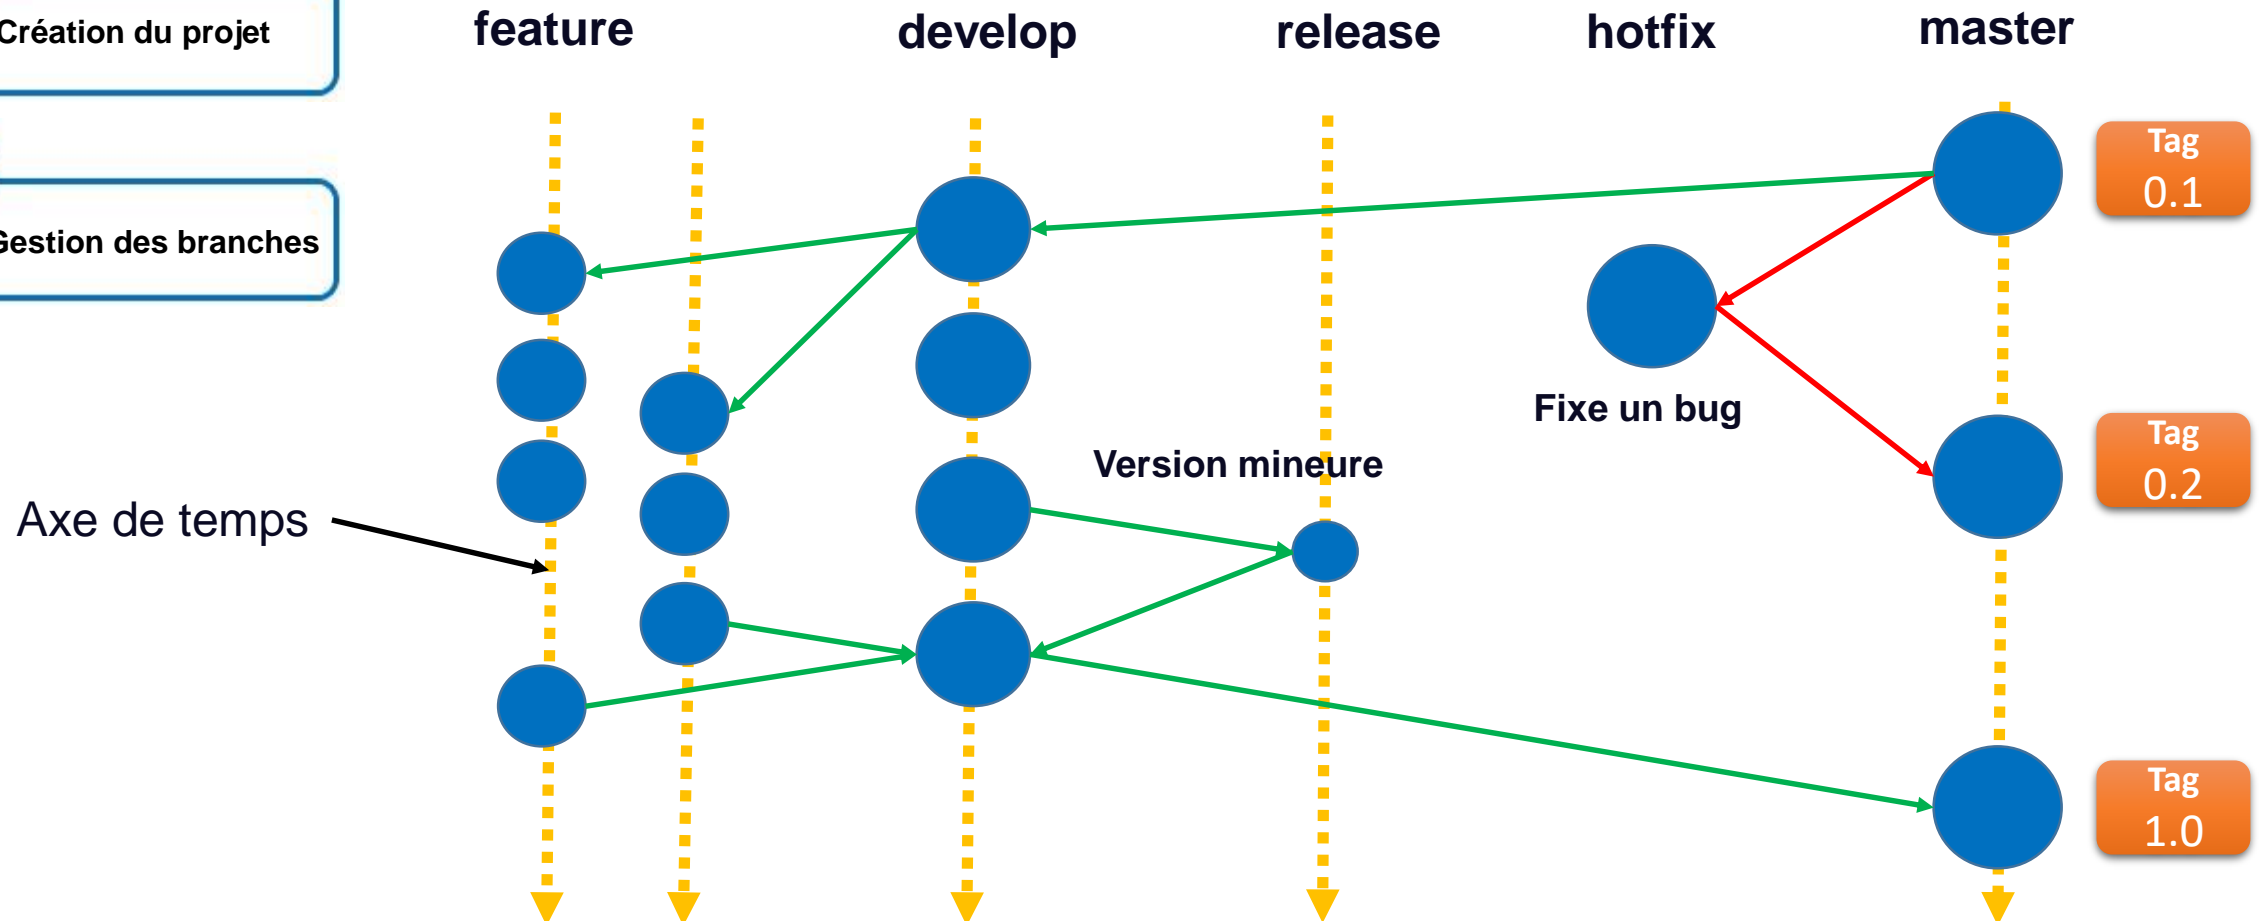 Création du projet
feature
develop
release
hotfix
master
Tag
0.1
Gestion des branches
Fixe un bug
Version mineure
Tag
0.2
Axe de temps
Tag
1.0